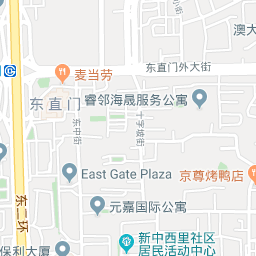 澳大
东直门外大街
麦当劳
东直门
睿邻海晟服务公寓
东中街
十字坡街
East Gate Plaza
京尊烤鸭店
东二环
元嘉国际公寓
新中西里社区
居民活动中心
保利大厦